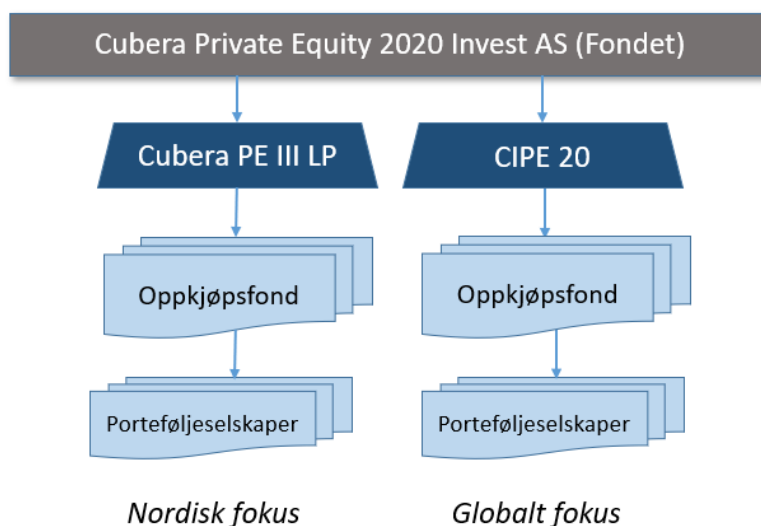 Cubera Private Equity 2020 Invest AS (Fondet)
Cubera PE III LP
CIPE 20
Oppkjøpsfond
Oppkjøpsfond
Porteføljeselskaper
Porteføljeselskaper
Nordisk fokus
Globalt fokus